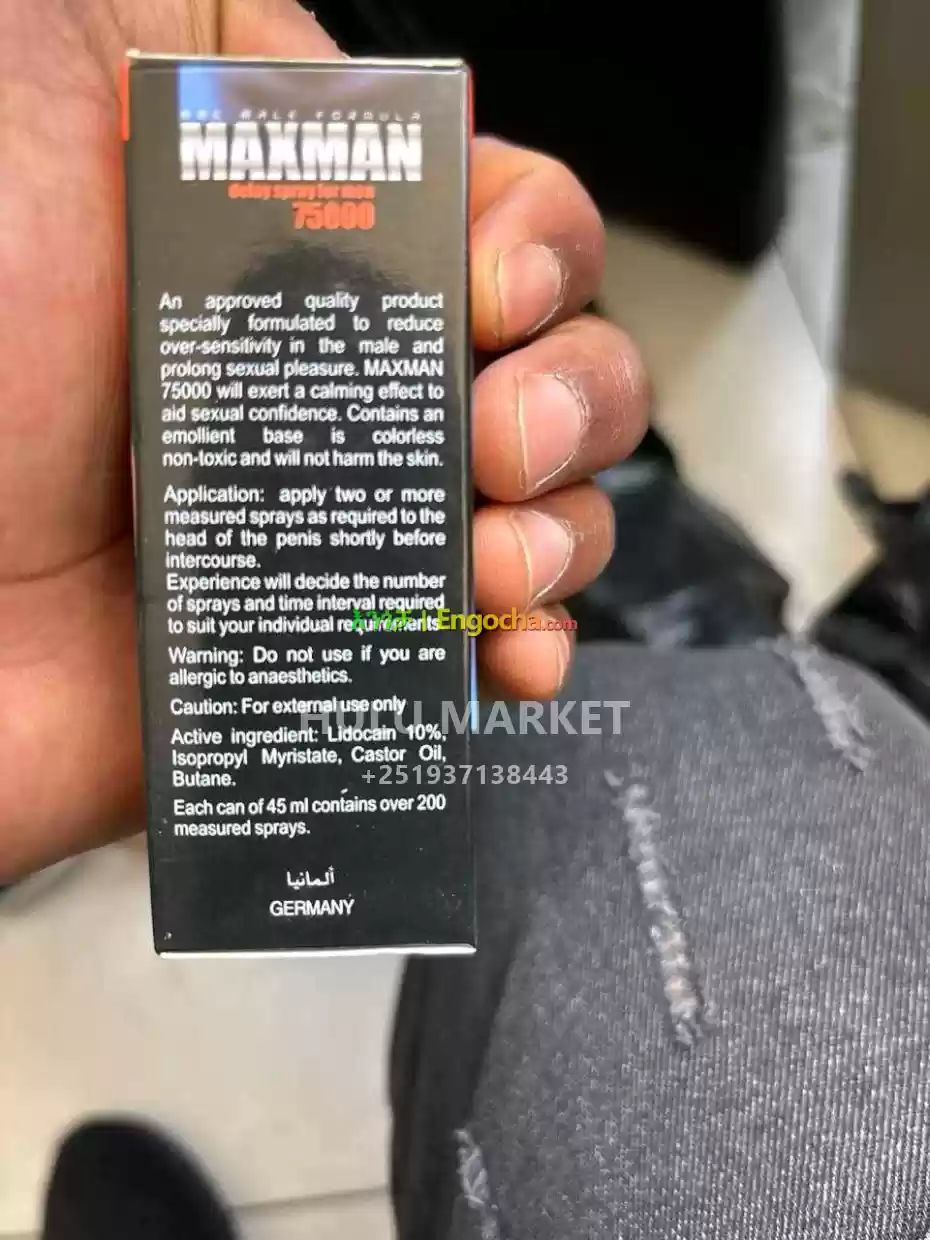 MALE FORMULA
MAXMAN
delay spray for men
75000
An approved quality product
specially formulated to reduce
over-sensitivity in the male and
prolong sexual pleasure. MAXMAN
75000 will exert a calming effect to
aid sexual confidence. Contains an
emollient base is colorless
non-toxic and will not harm the skin.
Application: apply two or more
measured sprays as required to the
head of the penis shortly before
intercourse.
Experience will decide the number
of sprays and time interval required
to suit your individual requirements
እንጎቻ | Engocha.com
Warning: Do not use if you are
allergic to anaesthetics.
Caution: For external use only
HULU MARKET
Active ingredient: Lidocain 10%,
Isopropyl Myristate, Castor Oil,
Butane.
+251937138443
Each can of 45 ml contains over 200
measured sprays.
ألمانيا
GERMANY